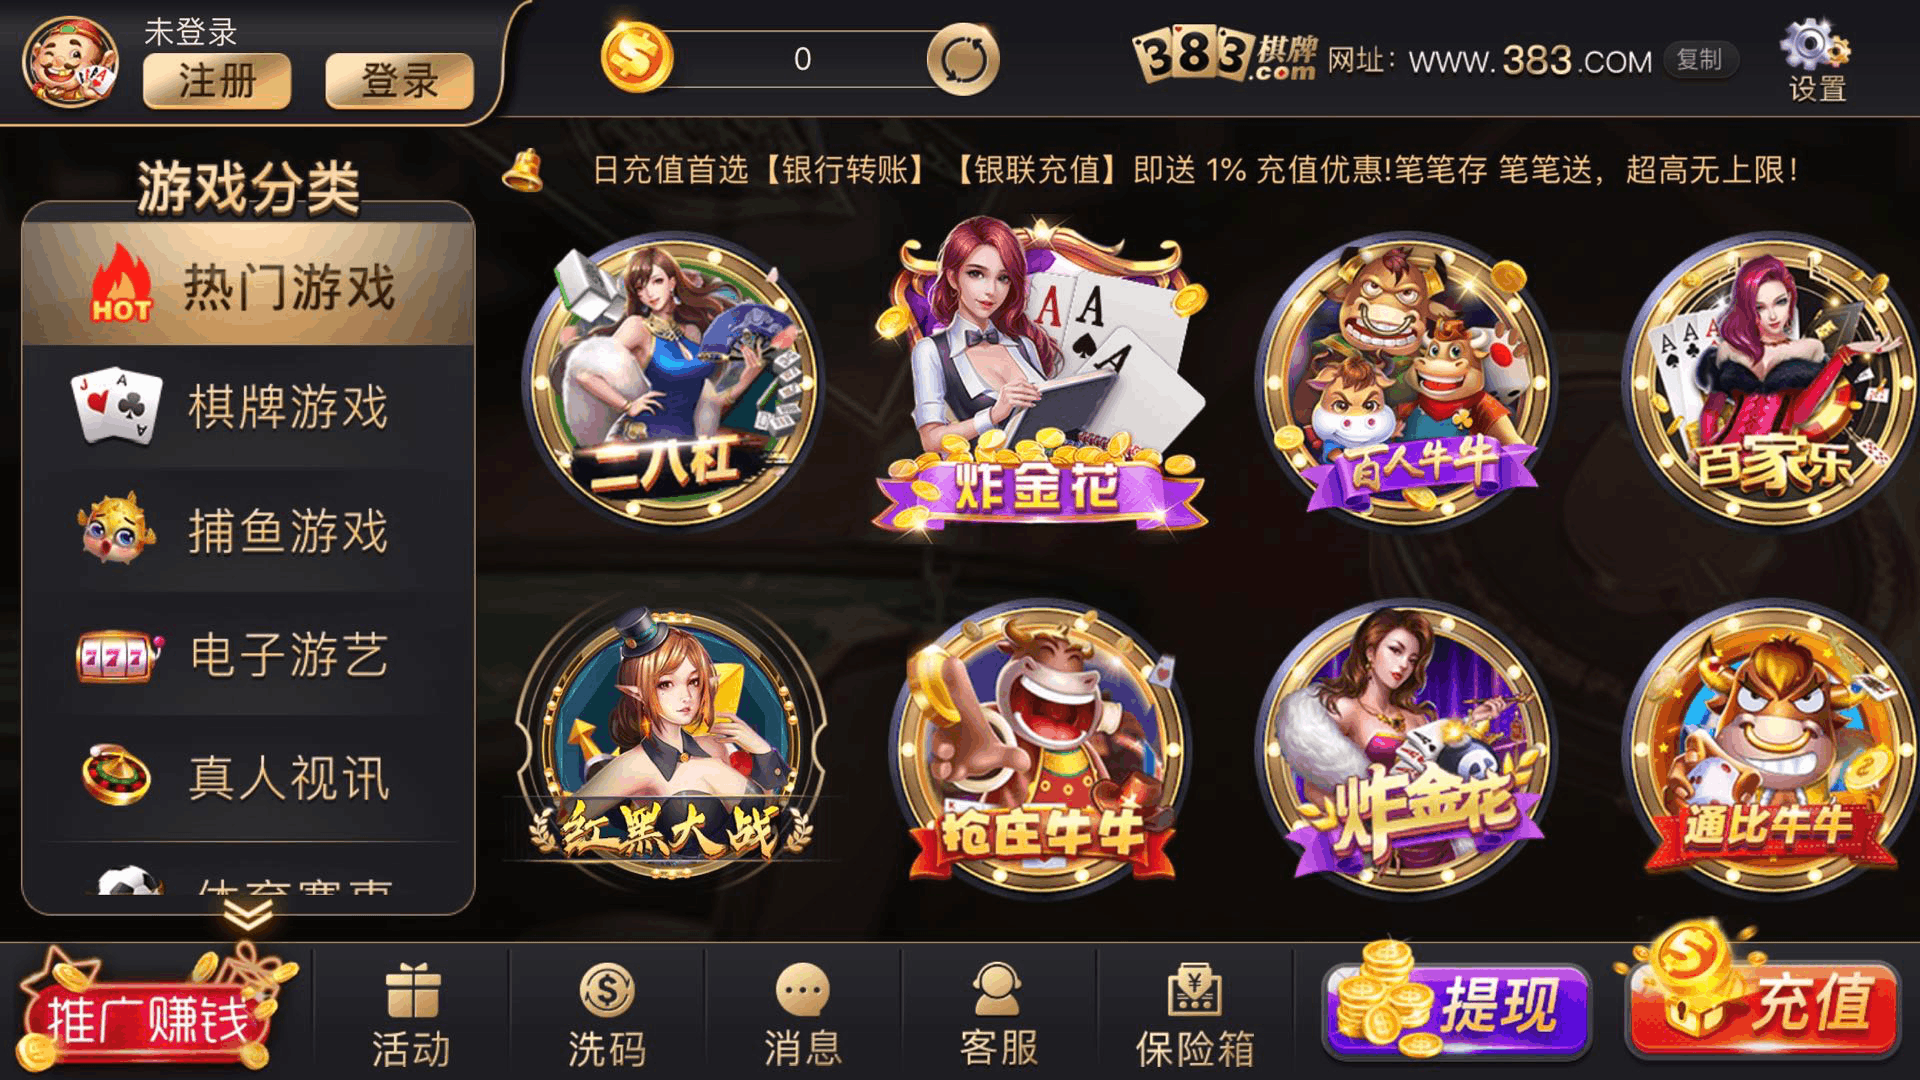 未登录
注册
登录
0
383棋牌.com
网址：www.383.com
复制
设置
日充值首选【银行转账】 【银联充值】即送 1% 充值优惠!笔笔存 笔笔送，超高无上限！
游戏分类
HOT
热门游戏
棋牌游戏
捕鱼游戏
777
电子游艺
真人视讯
二八杠
炸金花
百人牛牛
百家乐
红黑大战
抢庄牛牛
炸金花
通比牛牛
推广赚钱
活动
洗码
消息
客服
保险箱
提现
充值